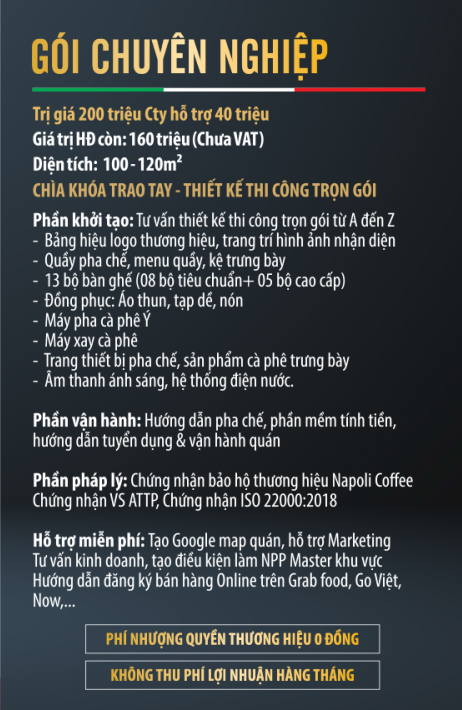 GÓI CHUYÊN NGHIỆP
Trị giá 200 triệu Cty hỗ trợ 40 triệu
Giá trị HĐ còn: 160 triệu (Chưa VAT)
Diện tích: 100 - 120m²
CHÌA KHÓA TRAO TAY - THIẾT KẾ THI CÔNG TRỌN GÓI
Phần khởi tạo: Tư vấn thiết kế thi công trọn gói từ A đến Z
- Bảng hiệu logo thương hiệu, trang trí hình ảnh nhận diện
- Quầy pha chế, menu quầy, kệ trưng bày
- 13 bộ bàn ghế (08 bộ tiêu chuẩn+ 05 bộ cao cấp)
- Đồng phục: Áo thun, tạp dề, nón
- Máy pha cà phê Ý
- Máy xay cà phê
- Trang thiết bị pha chế, sản phẩm cà phê trưng bày
- Âm thanh ánh sáng, hệ thống điện nước.
Phần vận hành: Hướng dẫn pha chế, phần mềm tính tiền,
hướng dẫn tuyển dụng & vận hành quán
Phần pháp lý: Chứng nhận bảo hộ thương hiệu Napoli Coffee
Chứng nhận VS ATTP, Chứng nhận ISO 22000:2018
Hỗ trợ miễn phí: Tạo Google map quán, hỗ trợ Marketing
Tư vấn kinh doanh, tạo điều kiện làm NPP Master khu vực
Hướng dẫn đăng ký bán hàng Online trên Grab food, Go Việt,
Now,...
PHÍ NHƯỢNG QUYỀN THƯƠNG HIỆU 0 ĐỒNG
KHÔNG THU PHÍ LỢI NHUẬN HÀNG THÁNG